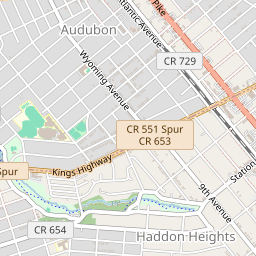 Audubon
Atlantic Avenue
Pike
CR 729
Wyoming Avenue
CR 551 Spur
CR 653
Spur
Kings Highway
Station
9th Avenue
CR 654
Haddon Heights